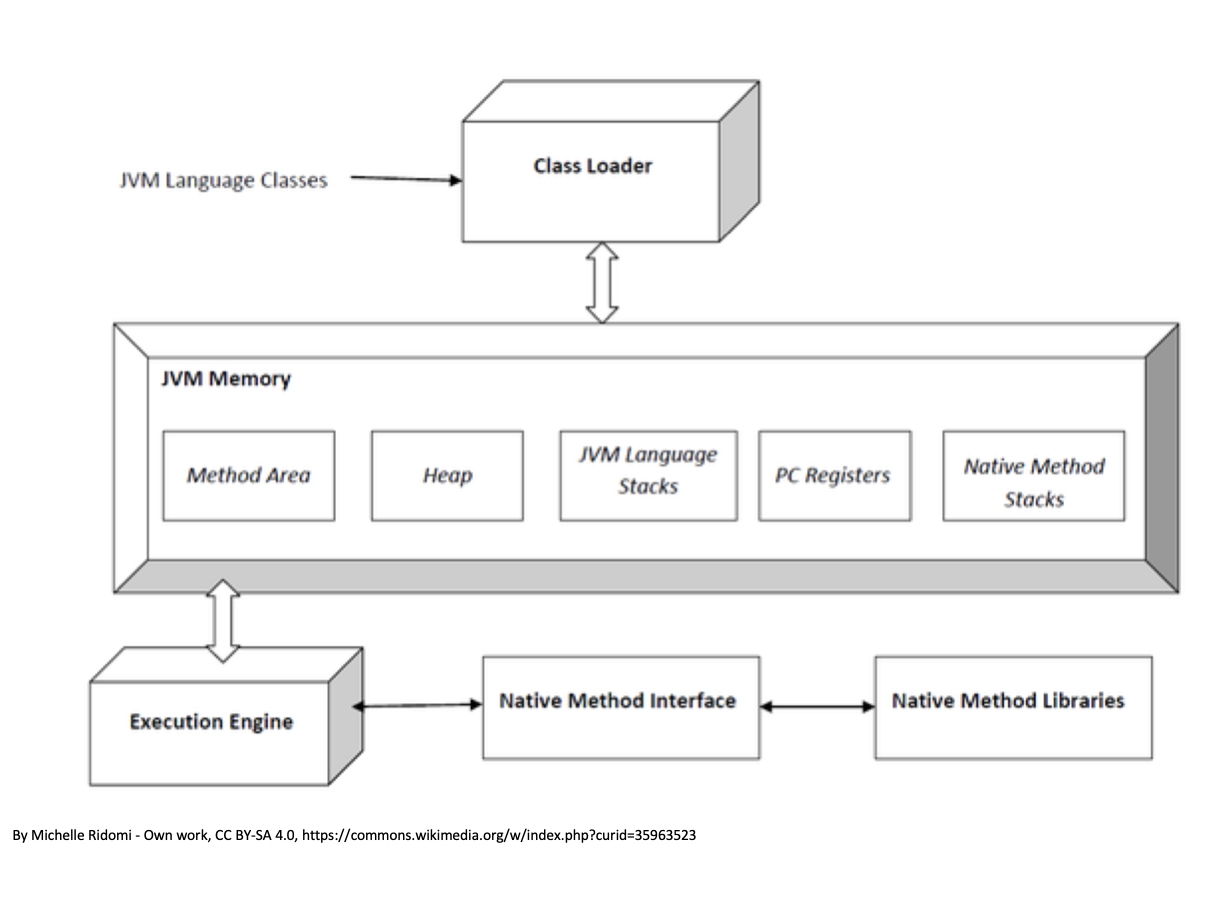 Class Loader
JVM Language Classes
JVM Memory
Method Area
Heap
JVM Language
Stacks
PC Registers
Native Method
Stacks
Execution Engine
Native Method Interface
Native Method Libraries
By Michelle Ridomi - Own work, CC BY-SA 4.0, https://commons.wikimedia.org/w/index.php?curid=35963523